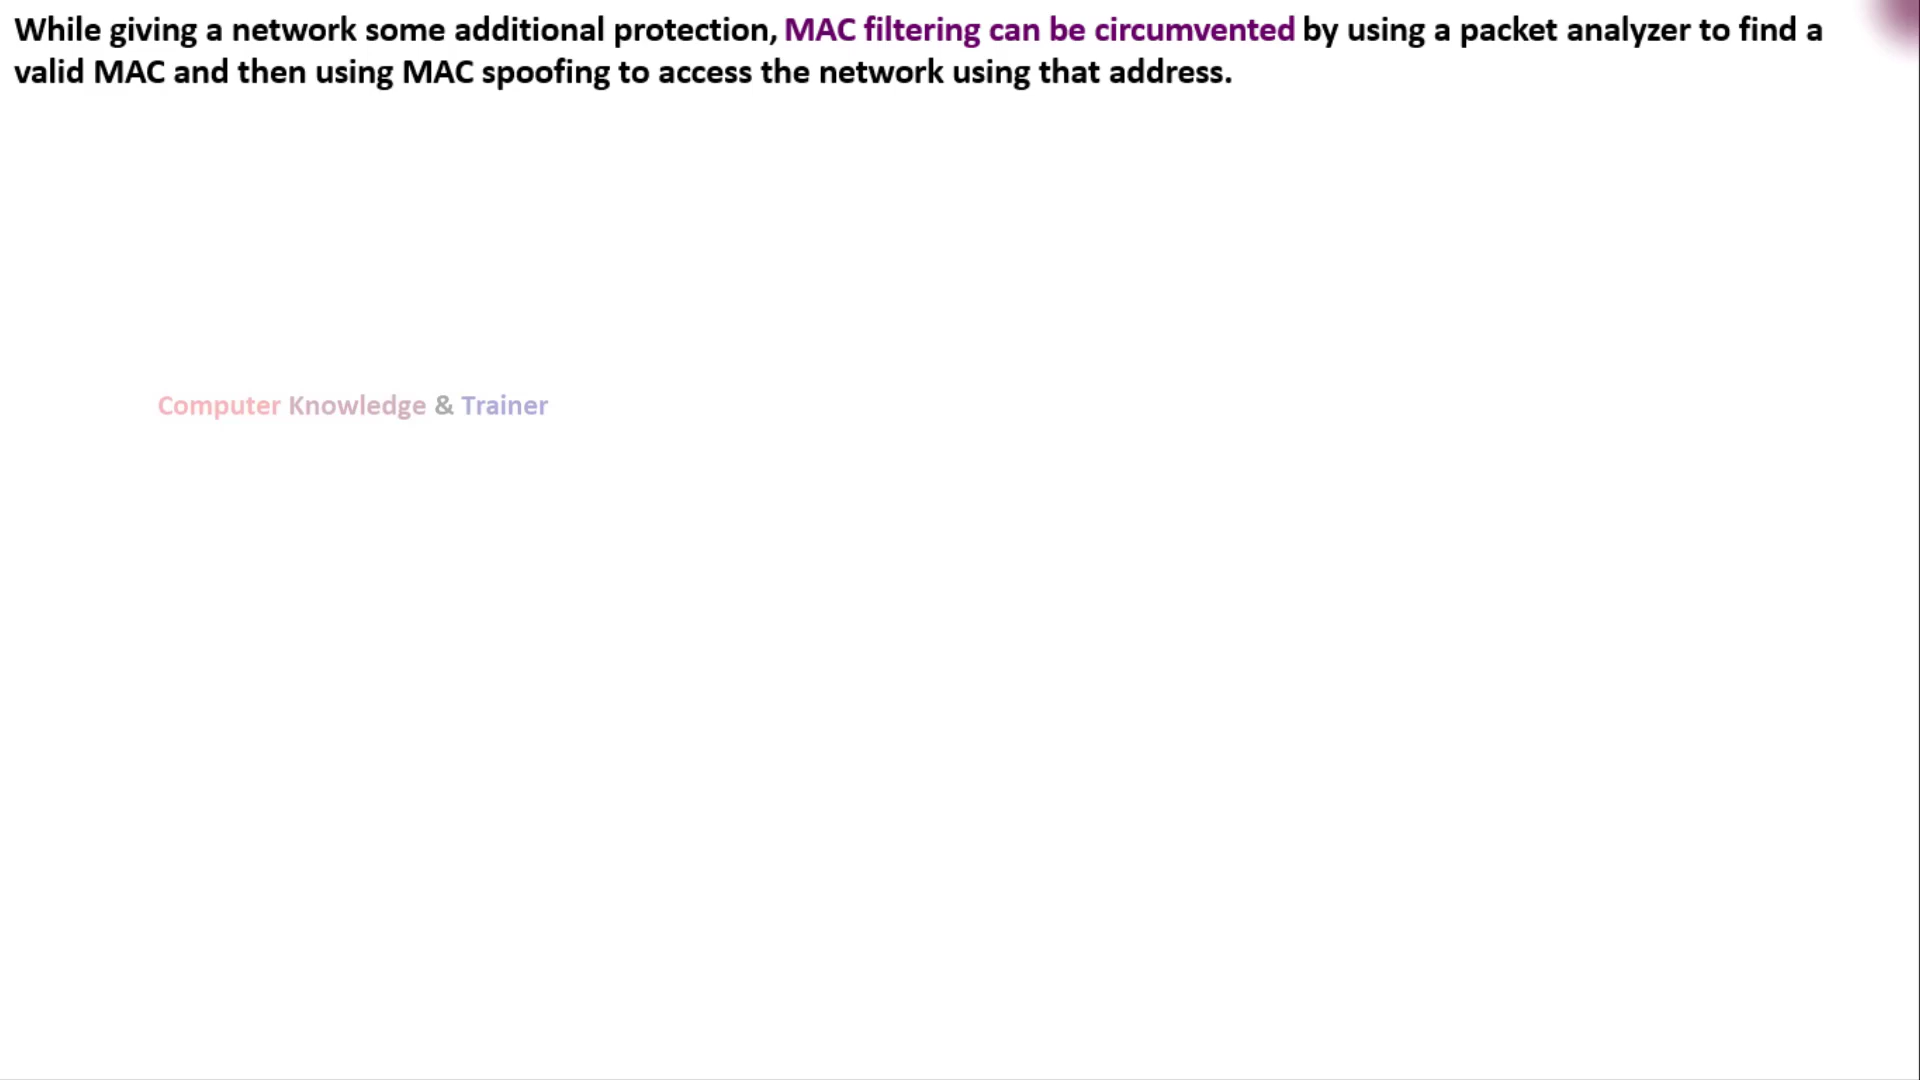 While giving a network some additional protection, MAC filtering can be circumvented by using a packet analyzer to find a
valid MAC and then using MAC spoofing to access the network using that address.
Computer Knowledge & Trainer